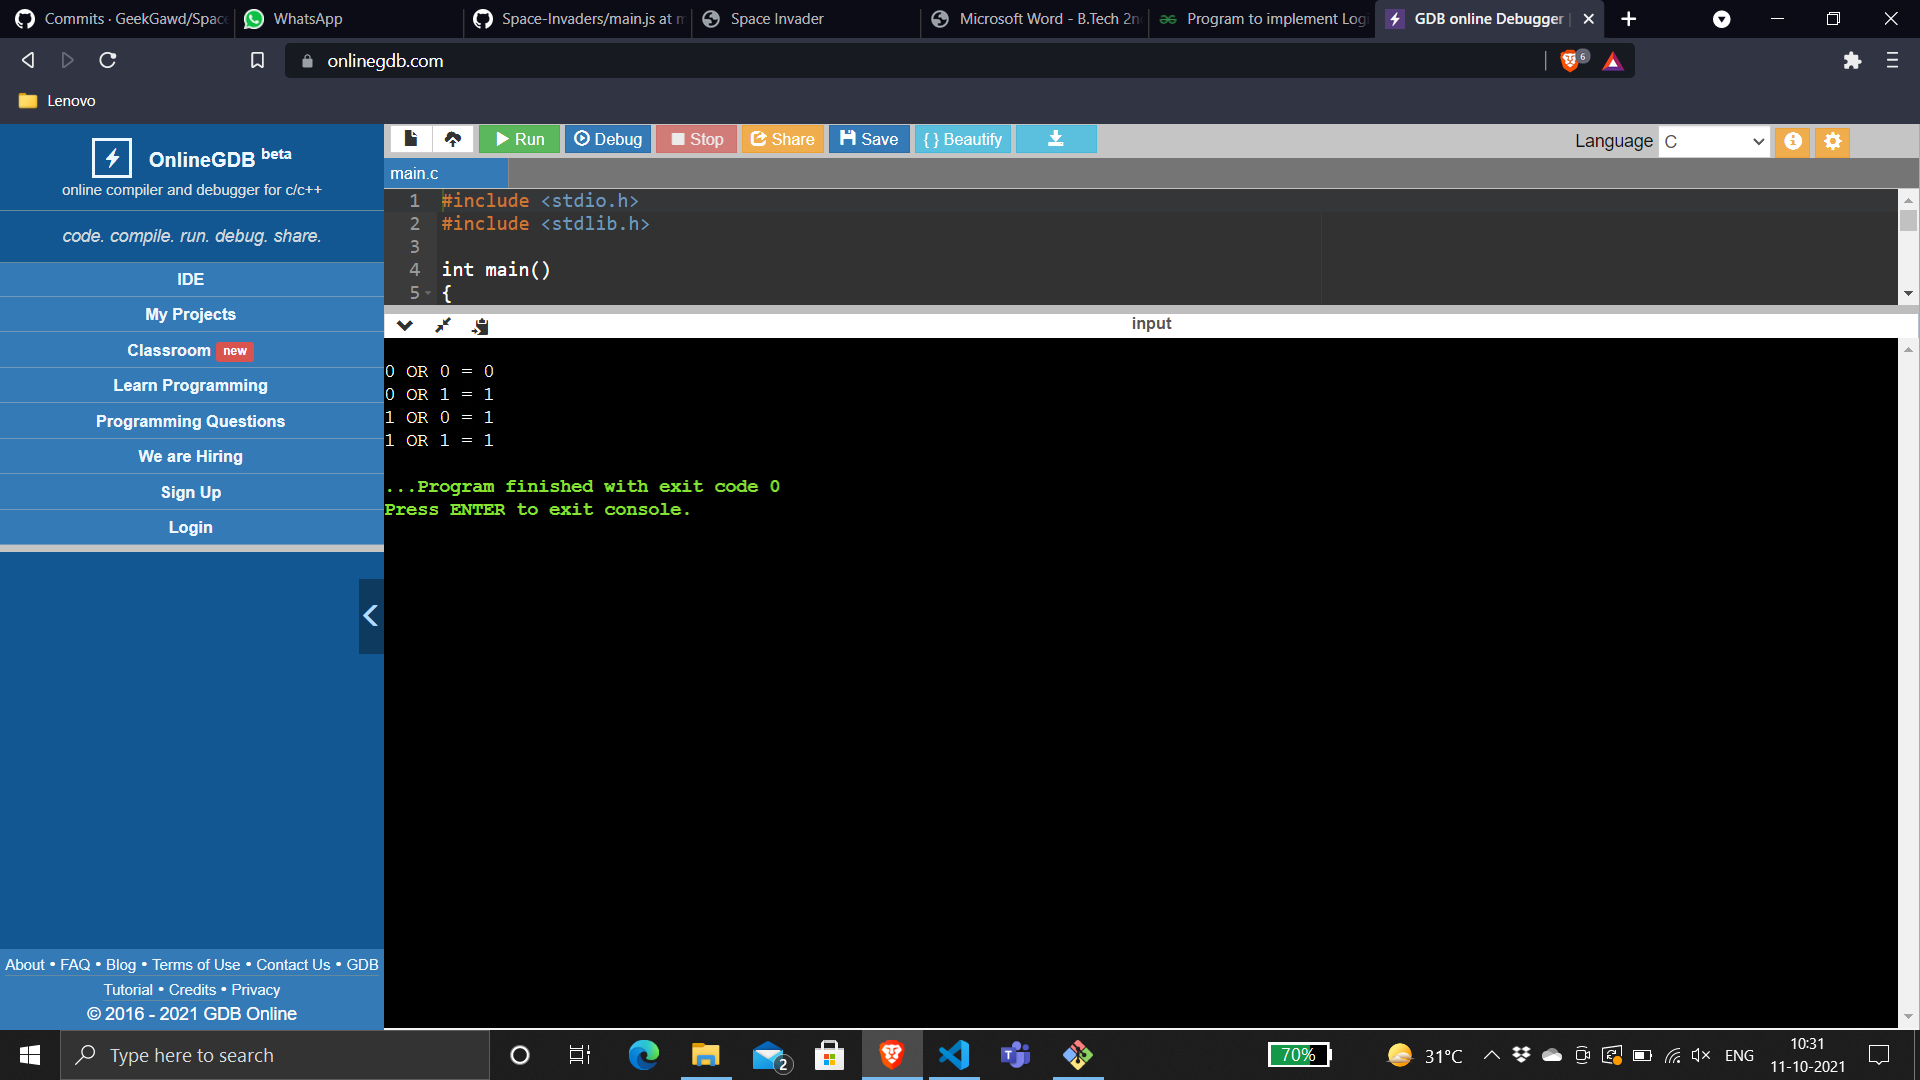 Commits · GeekGawd/Space
WhatsApp
Space-Invaders/main.js at m
Space Invader
Microsoft Word - B.Tech 2n
Program to implement Logi
GDB online Debugger |
onlinegdb.com
6
Lenovo
OnlineGDB beta
online compiler and debugger for c/c++
code. compile. run. debug. share.
IDE
My Projects
Classroom new
Learn Programming
Programming Questions
We are Hiring
Sign Up
Login
About • FAQ • Blog • Terms of Use • Contact Us • GDB
Tutorial • Credits • Privacy
© 2016 - 2021 GDB Online
Run Debug Stop Share Save { } Beautify
Language C
main.c
1 #include <stdio.h>
2 #include <stdlib.h>
3
4 int main()
5 {
input
0 OR 0 = 0
0 OR 1 = 1
1 OR 0 = 1
1 OR 1 = 1
...Program finished with exit code 0
Press ENTER to exit console.
Type here to search
2
70%
31°C
ENG
10:31
11-10-2021